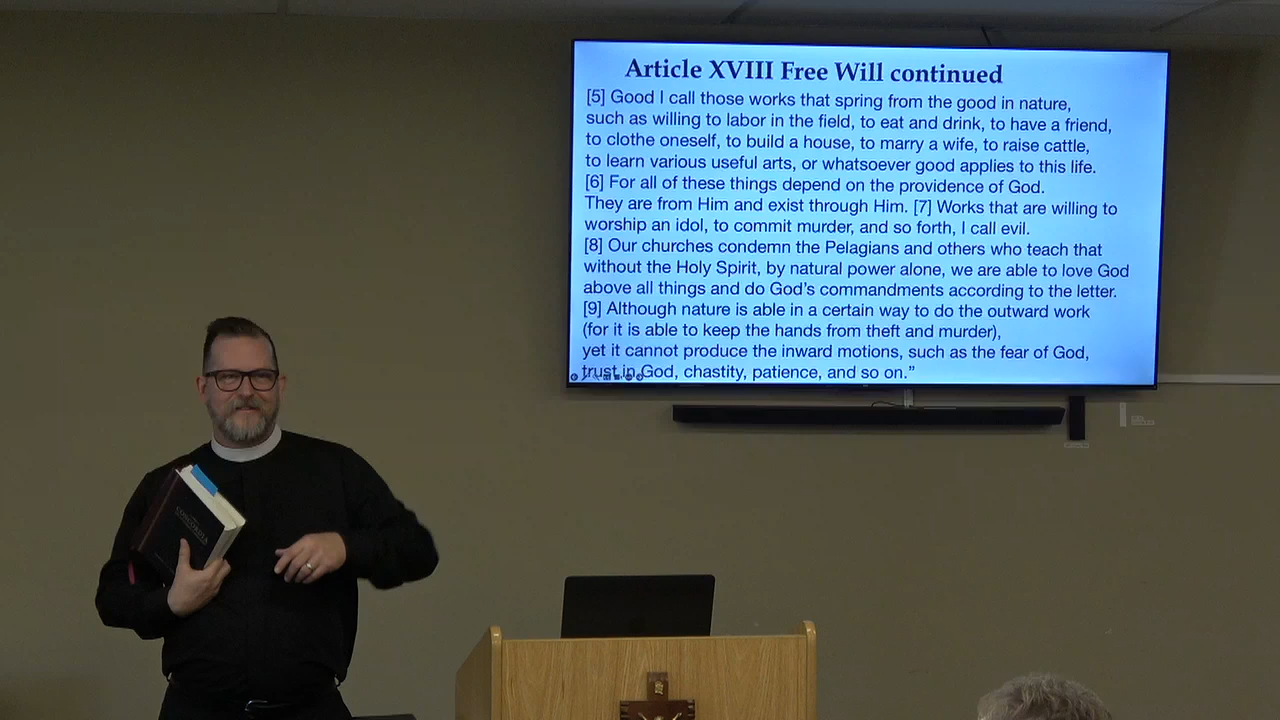 Article XVIII Free Will continued
[5] Good I call those works that spring from the good in nature,
such as willing to labor in the field, to eat and drink, to have a friend,
to clothe oneself, to build a house, to marry a wife, to raise cattle,
to learn various useful arts, or whatsoever good applies to this life.
[6] For all of these things depend on the providence of God.
They are from Him and exist through Him. [7] Works that are willing to
worship an idol, to commit murder, and so forth, I call evil.
[8] Our churches condemn the Pelagians and others who teach that
without the Holy Spirit, by natural power alone, we are able to love God
above all things and do God’s commandments according to the letter.
[9] Although nature is able in a certain way to do the outward work
(for it is able to keep the hands from theft and murder),
yet it cannot produce the inward motions, such as the fear of God,
trust in God, chastity, patience, and so on.”
CONCORDIA